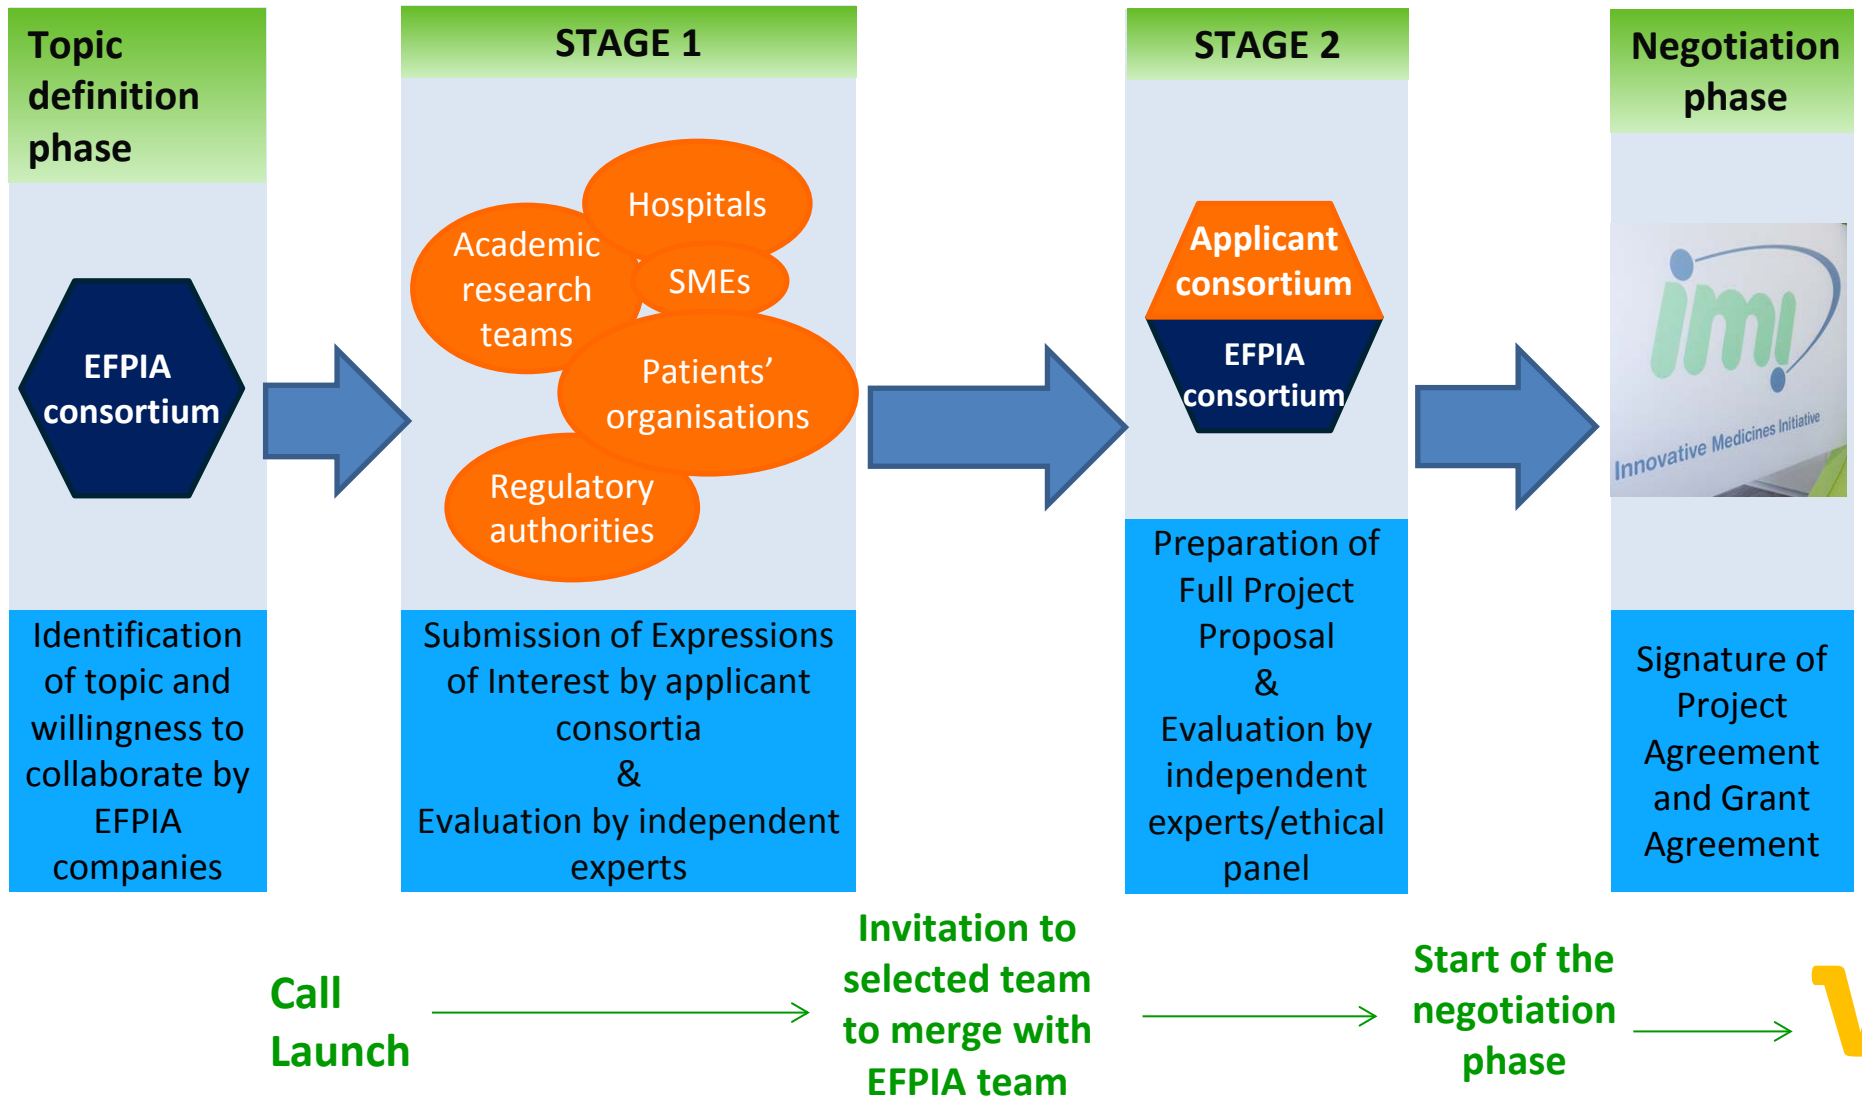 Topic
definition
phase
EFPIA
consortium
Identification
of topic and
willingness to
collaborate by
EFPIA
companies
STAGE 1
Hospitals
Academic
research
teams
SMEs
Patients’
organisations
Regulatory
authorities
Submission of Expressions
of Interest by applicant
consortia
&
Evaluation by independent
experts
STAGE 2
Applicant
consortium
EFPIA
consortium
Preparation of
Full Project
Proposal
&
Evaluation by
independent
experts/ethical
panel
Negotiation
phase
imi
Innovative Medicines Initiative
Signature of
Project
Agreement
and Grant
Agreement
Call
Launch
Invitation to
selected team
to merge with
EFPIA team
Start of the
negotiation
phase